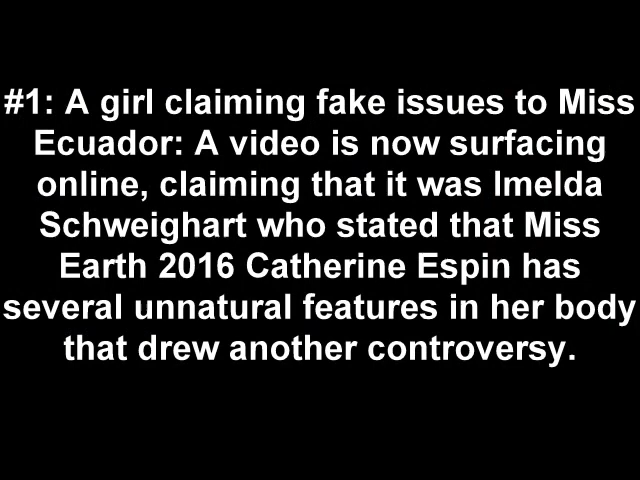 #1: A girl claiming fake issues to Miss
Ecuador: A video is now surfacing
online, claiming that it was Imelda
Schweighart who stated that Miss
Earth 2016 Catherine Espin has
several unnatural features in her body
that drew another controversy.